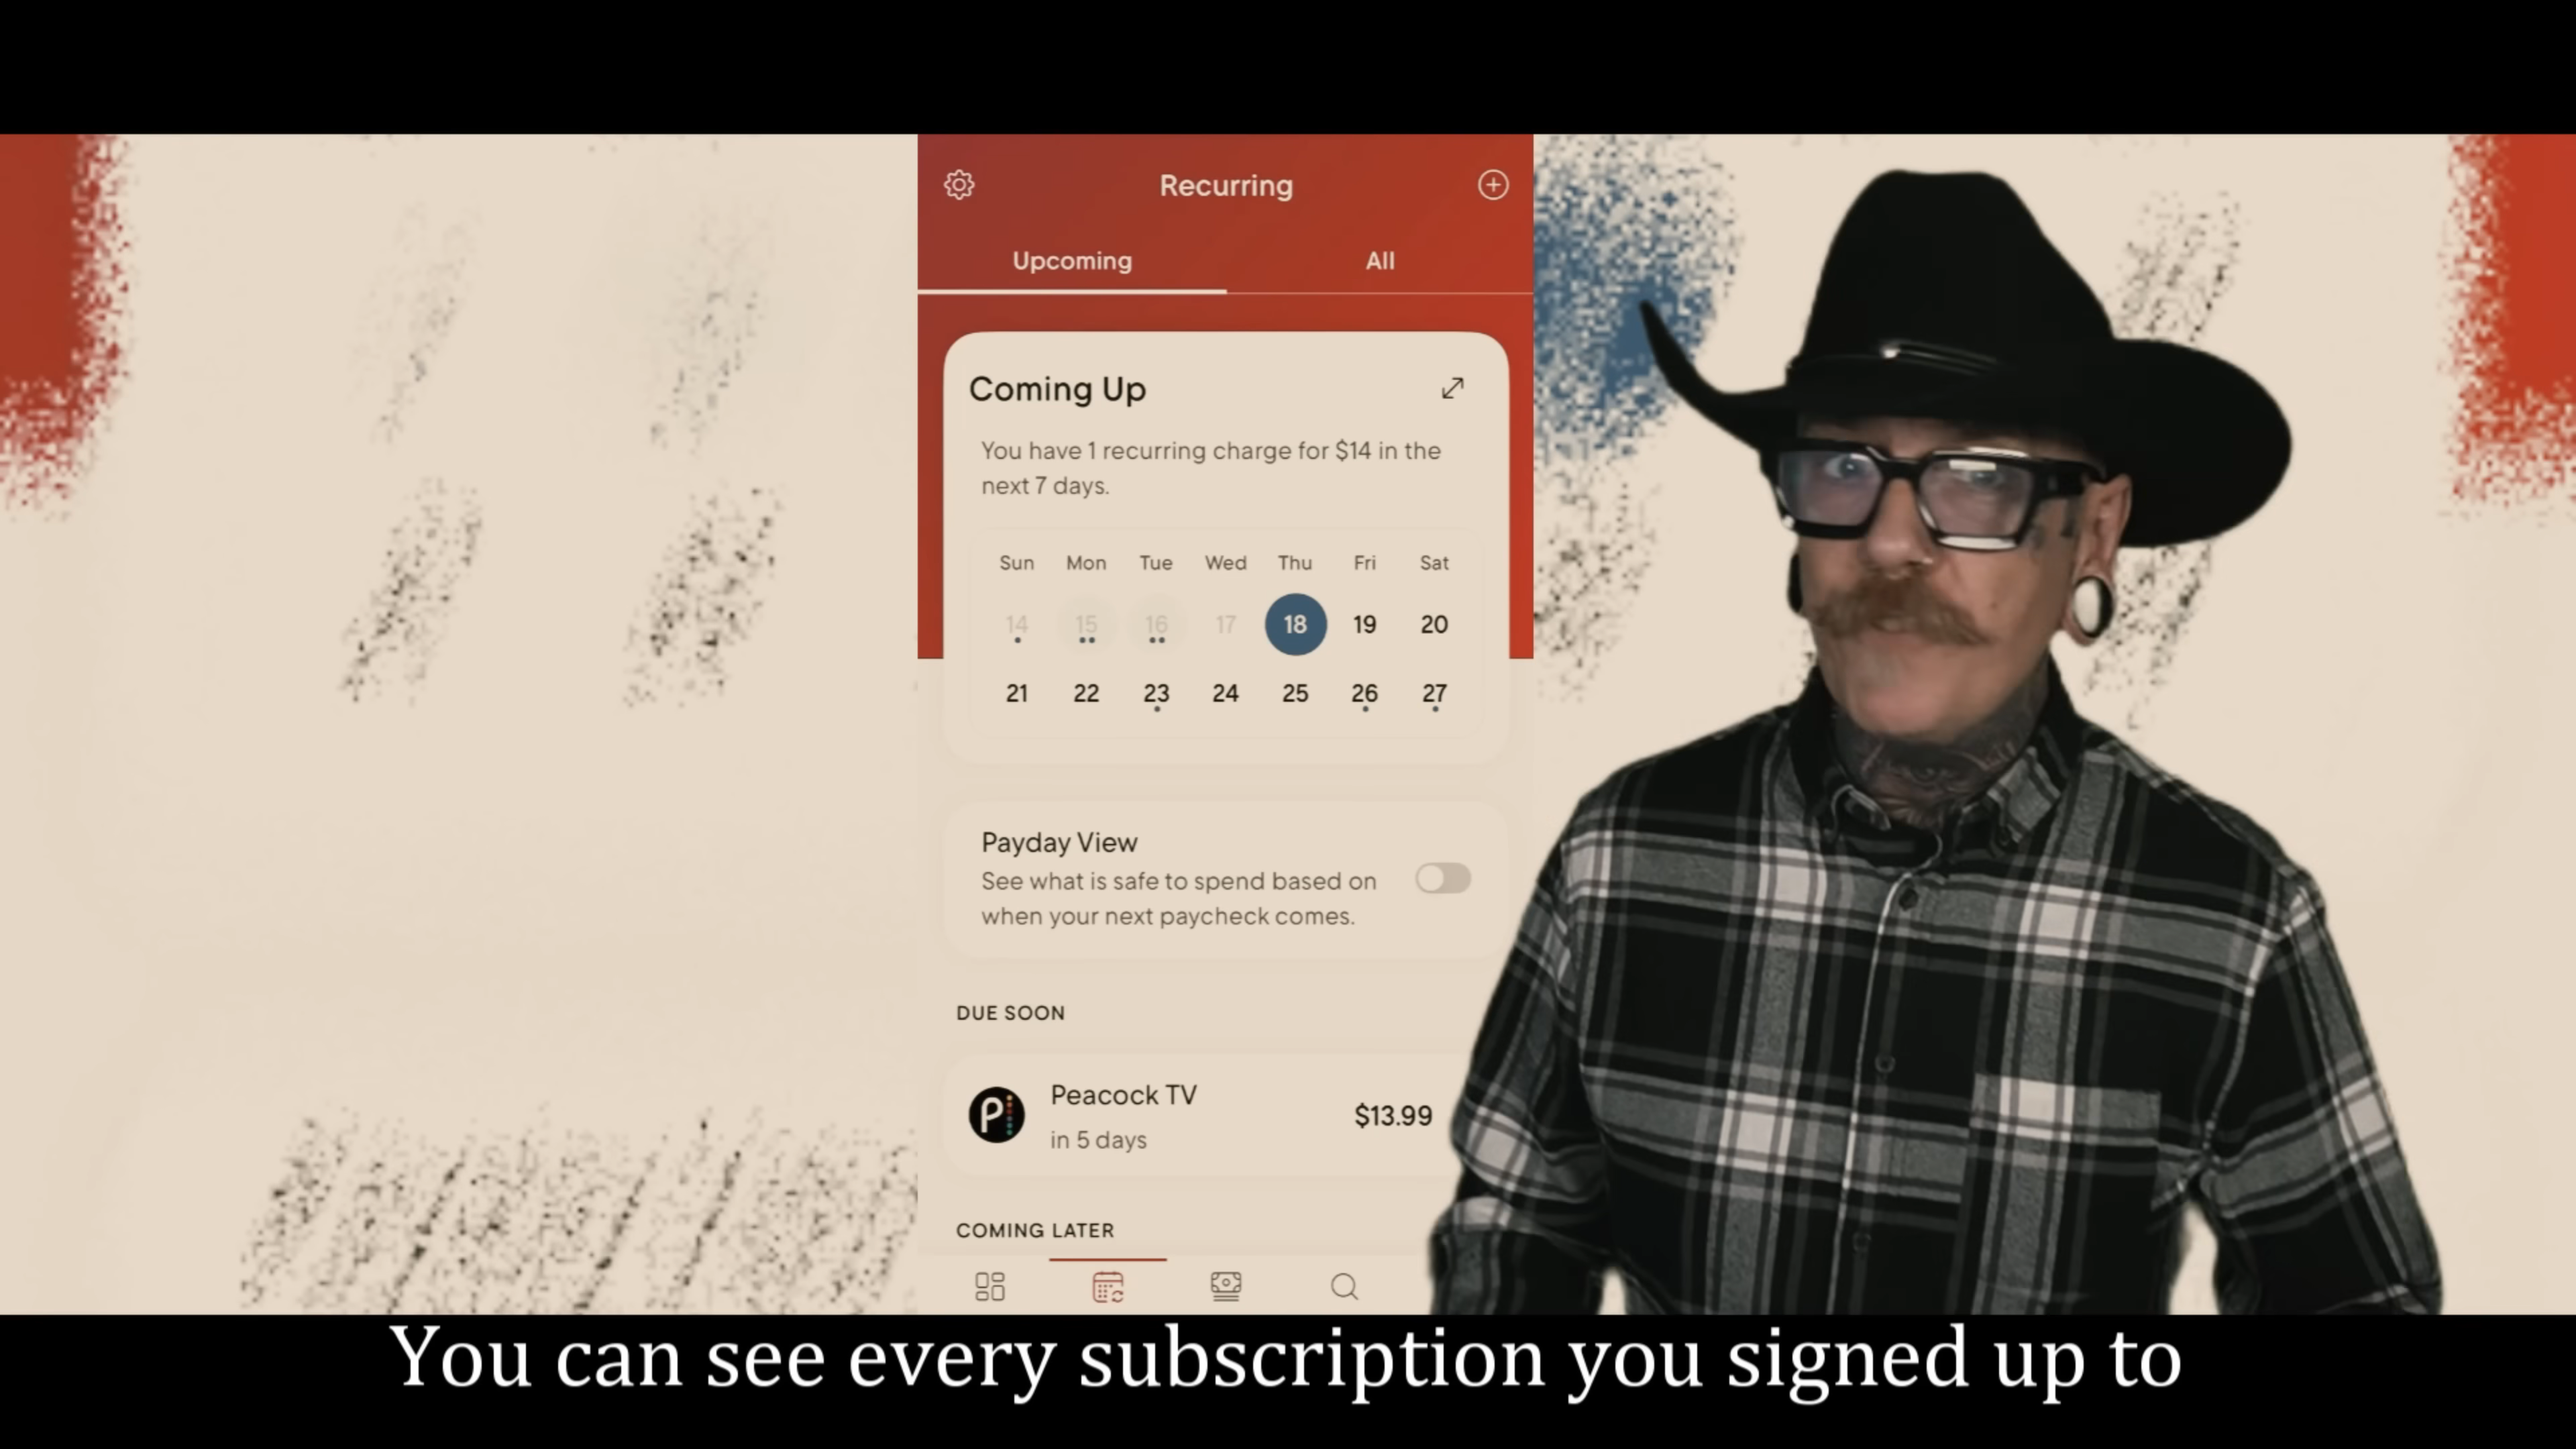 Recurring
Upcoming
All
Coming Up
You have 1 recurring charge for $14 in the
next 7 days.
Sun Mon Tue Wed Thu Fri Sat
14 15 16 17 18 19 20
21 22 23 24 25 26 27
Payday View
See what is safe to spend based on
when your next paycheck comes.
DUE SOON
P
Peacock TV
$13.99
in 5 days
COMING LATER
You can see every subscription you signed up to